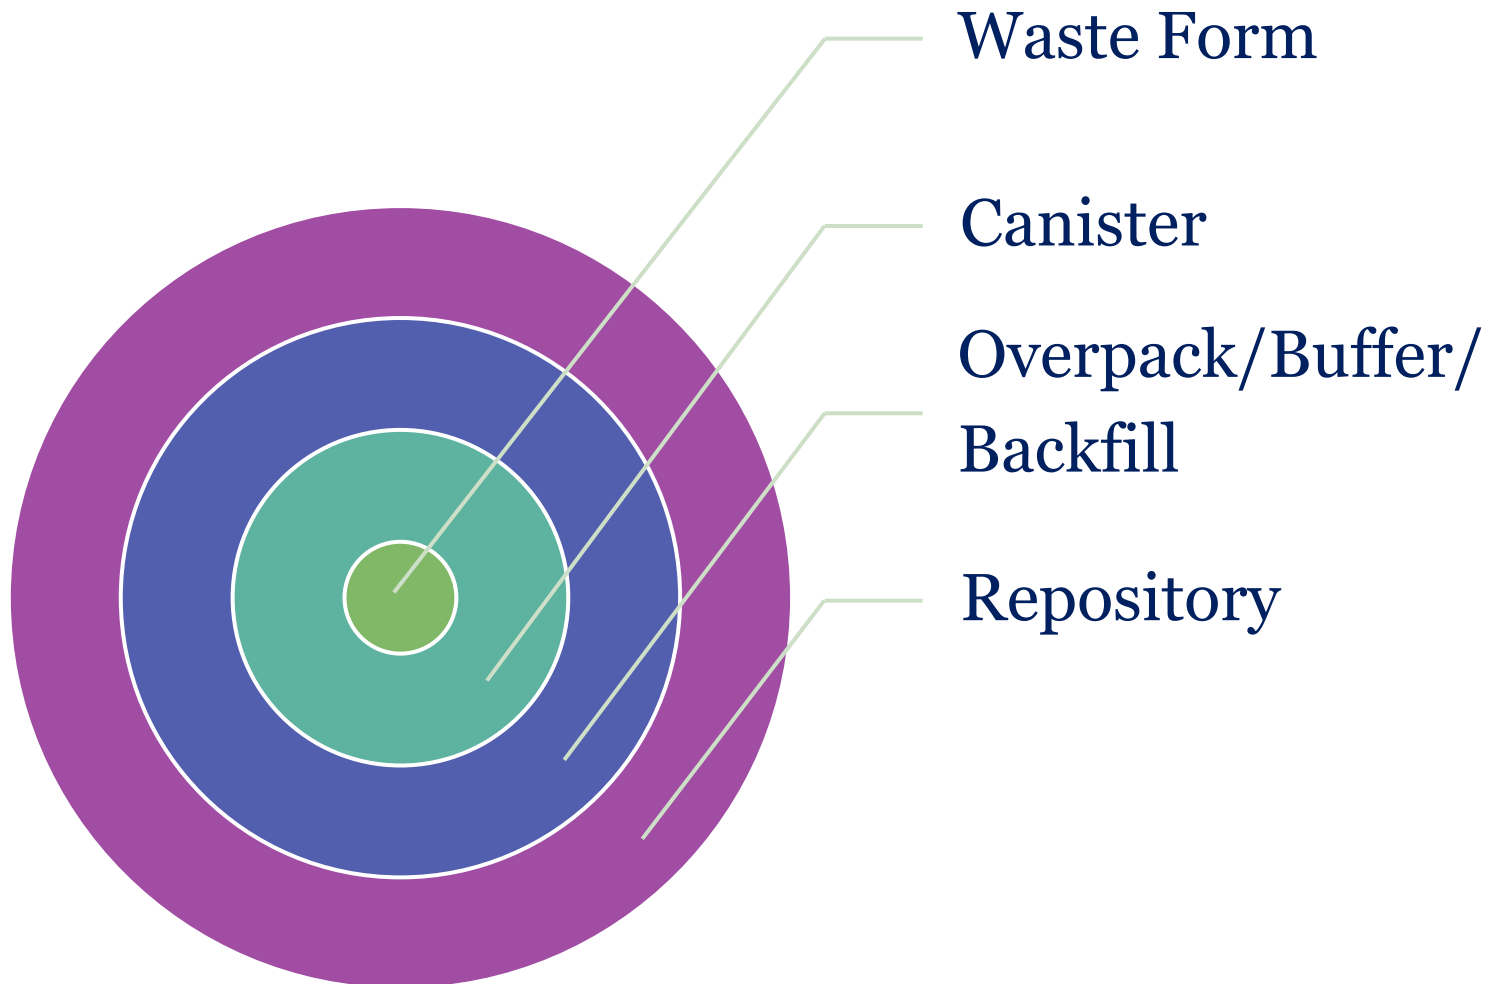 Waste Form
Canister
Overpack/Buffer/
Backfill
Repository